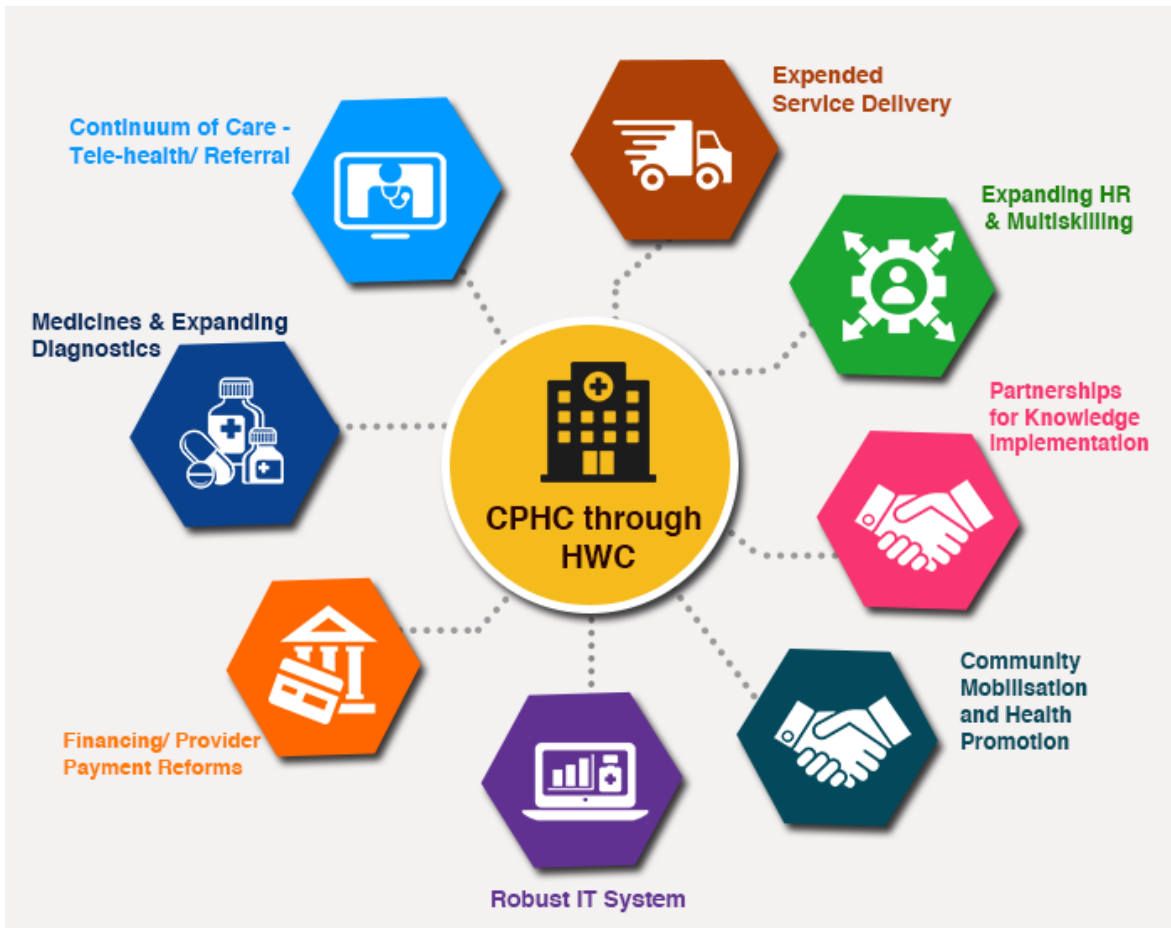 Expended
Service Delivery
Continuum of Care -
Tele-health/ Referral
Expanding HR
& Multiskilling
Medicines & Expanding
Diagnostics
Partnerships
for Knowledge
Implementation
CPHC through
HWC
Community
Mobilisation
and Health
Promotion
Financing/ Provider
Payment Reforms
Robust IT System